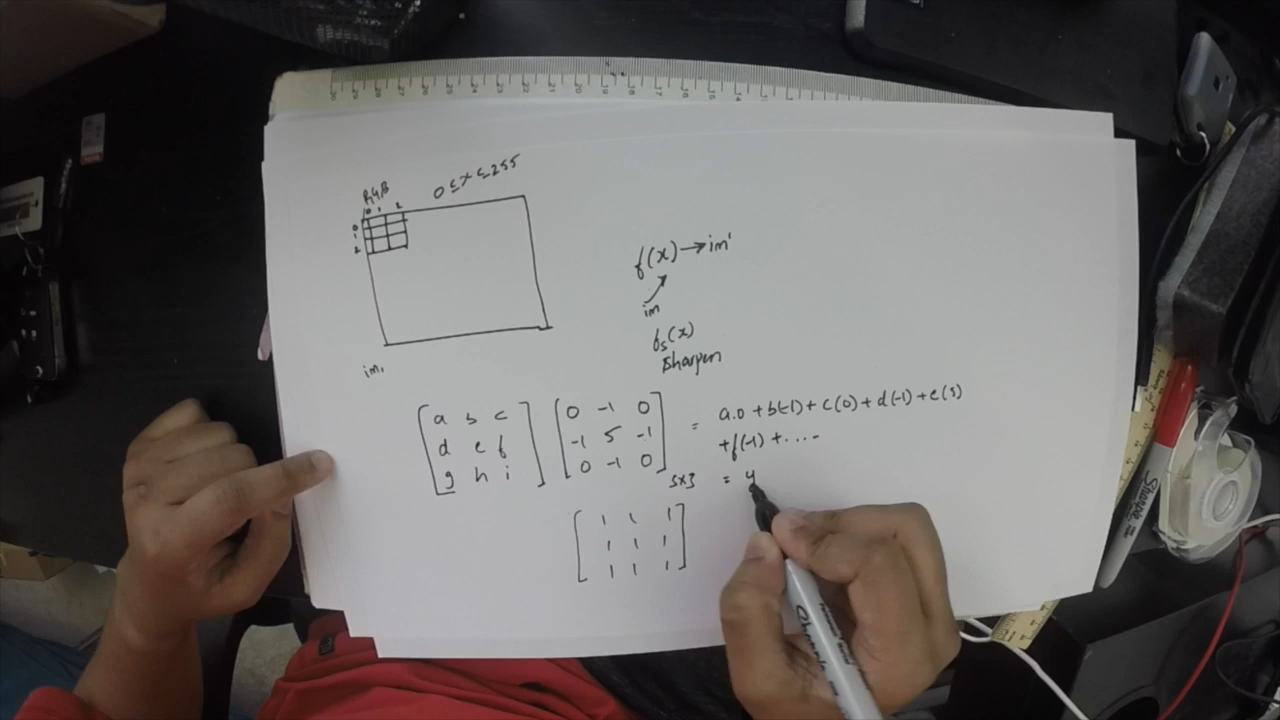 RGB
0 ≤ x ≤ 255
0 1 2
0
1
2
f(x) → im'
im
fs(x)
sharpen
im,
a b c
d e f
g h i
0 -1 0
-1 5 -1
0 -1 0
= a.0 + b(-1) + c(0) + d(-1) + e(5)
+ f(-1) + ....
3x3
= y
1 1 1
1 1 1
1 1 1
Sharpie
Sharpie